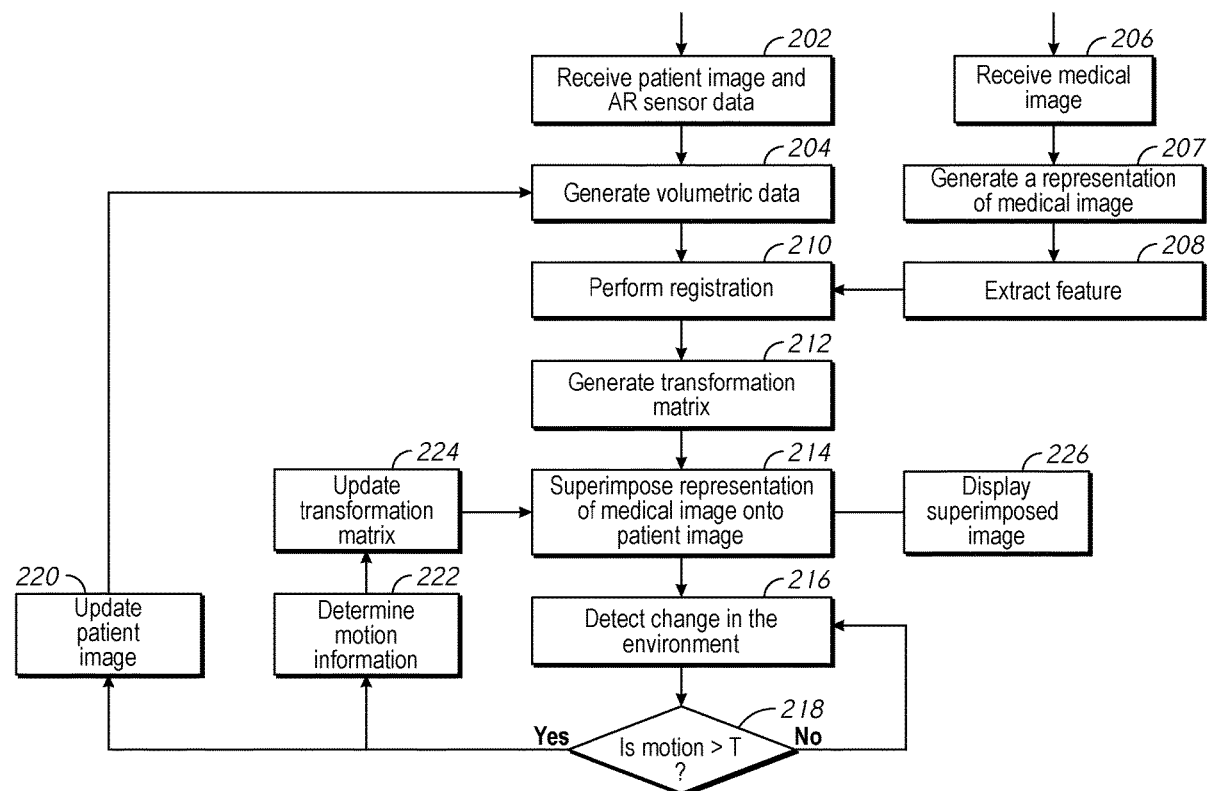 202
Receive patient image and
AR sensor data
206
Receive medical
image
204
Generate volumetric data
207
Generate a representation
of medical image
210
Perform registration
208
Extract feature
212
Generate transformation
matrix
224
Update
transformation
matrix
214
Superimpose representation
of medical image onto
patient image
226
Display
superimposed
image
220
Update
patient
image
222
Determine
motion
information
216
Detect change in the
environment
218
Yes
Is motion > T
?
No